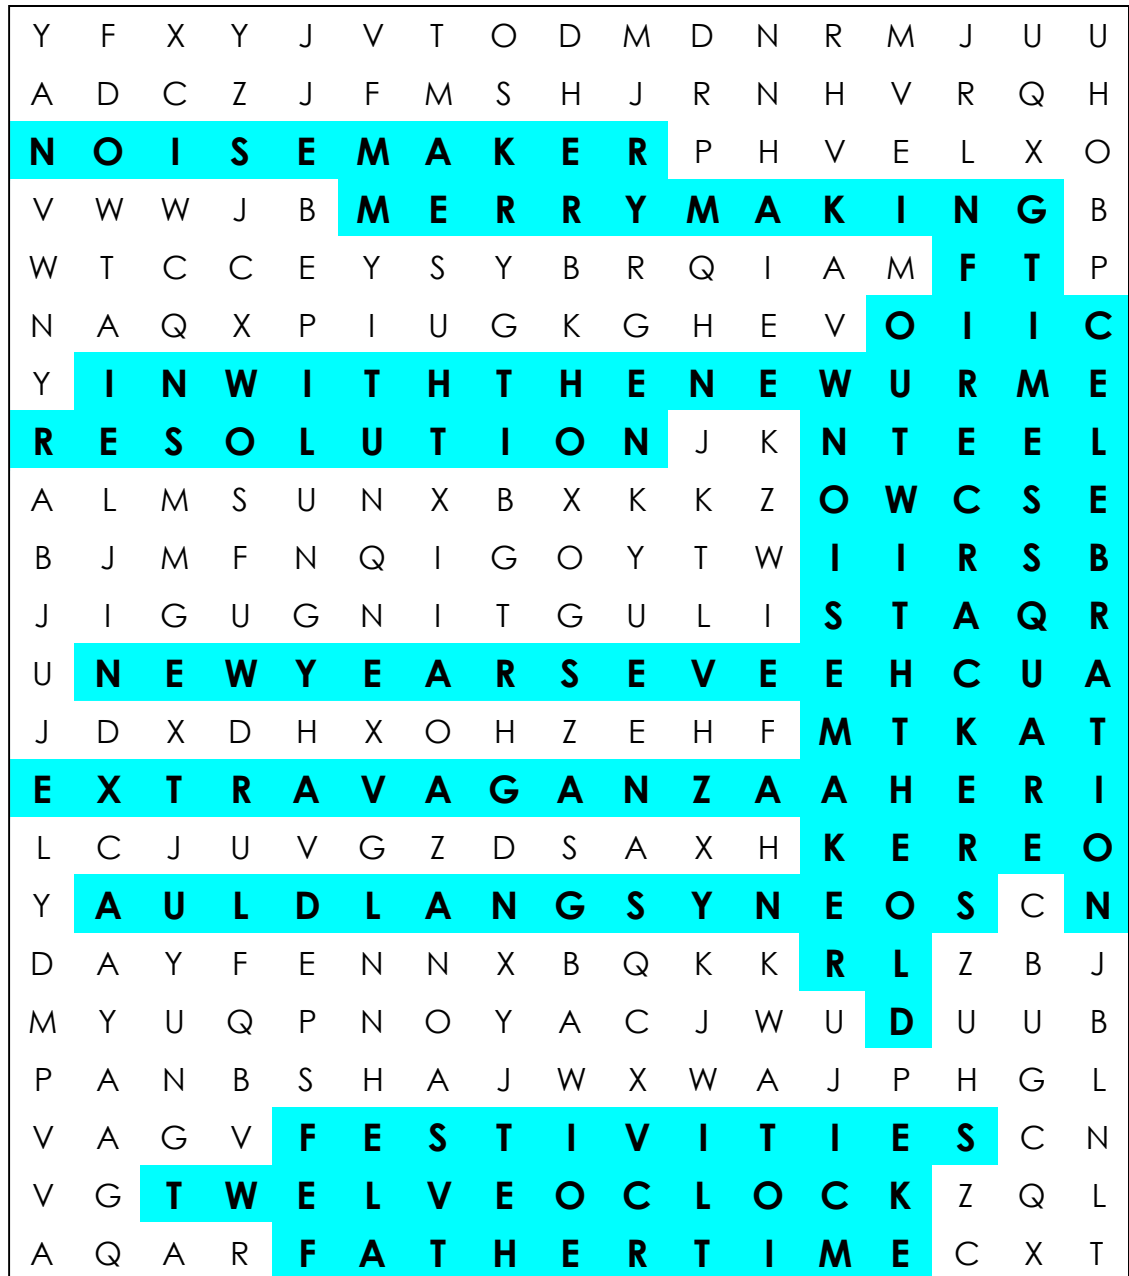 Y F X Y J V T O D M D N R M J U U
A D C Z J F M S H J R N H V R Q H
N O I S E M A K E R P H V E L X O
V W W J B M E R R Y M A K I N G B
W T C C E Y S Y B R Q I A M F T P
N A Q X P I U G K G H E V O I I C
Y I N W I T H T H E N E W U R M E
R E S O L U T I O N J K N T E E L
A L M S U N X B X K K Z O W C S E
B J M F N Q I G O Y T W I I R S B
J I G U G N I T G U L I S T A Q R
U N E W Y E A R S E V E E H C U A
J D X D H X O H Z E H F M T K A T
E X T R A V A G A N Z A A H E R I
L C J U V G Z D S A X H K E R E O
Y A U L D L A N G S Y N E O S C N
D A Y F E N N X B Q K K R L Z B J
M Y U Q P N O Y A C J W U D U U B
P A N B S H A J W X W A J P H G L
V A G V F E S T I V I T I E S C N
V G T W E L V E O C L O C K Z Q L
A Q A R F A T H E R T I M E C X T